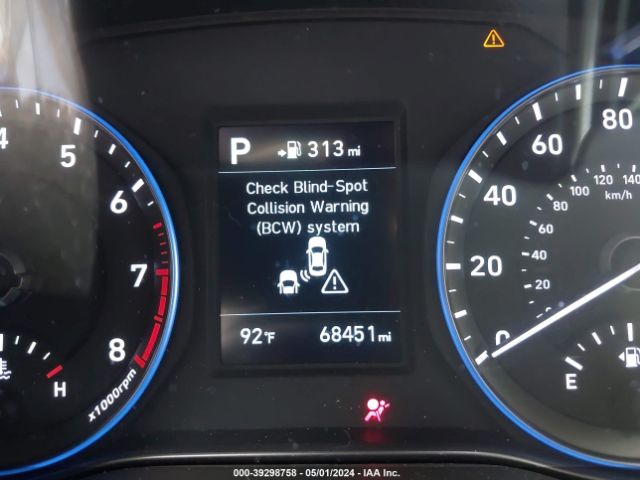 P 313 mi
Check Blind-Spot
Collision Warning
(BCW) system
92°F 68451 mi
4
5
6
7
8
x1000rpm
H
0
20
40
60
80
40
60
80
100
120
140
km/h
E
000-39298758 - 05/01/2024 - IAA Inc.